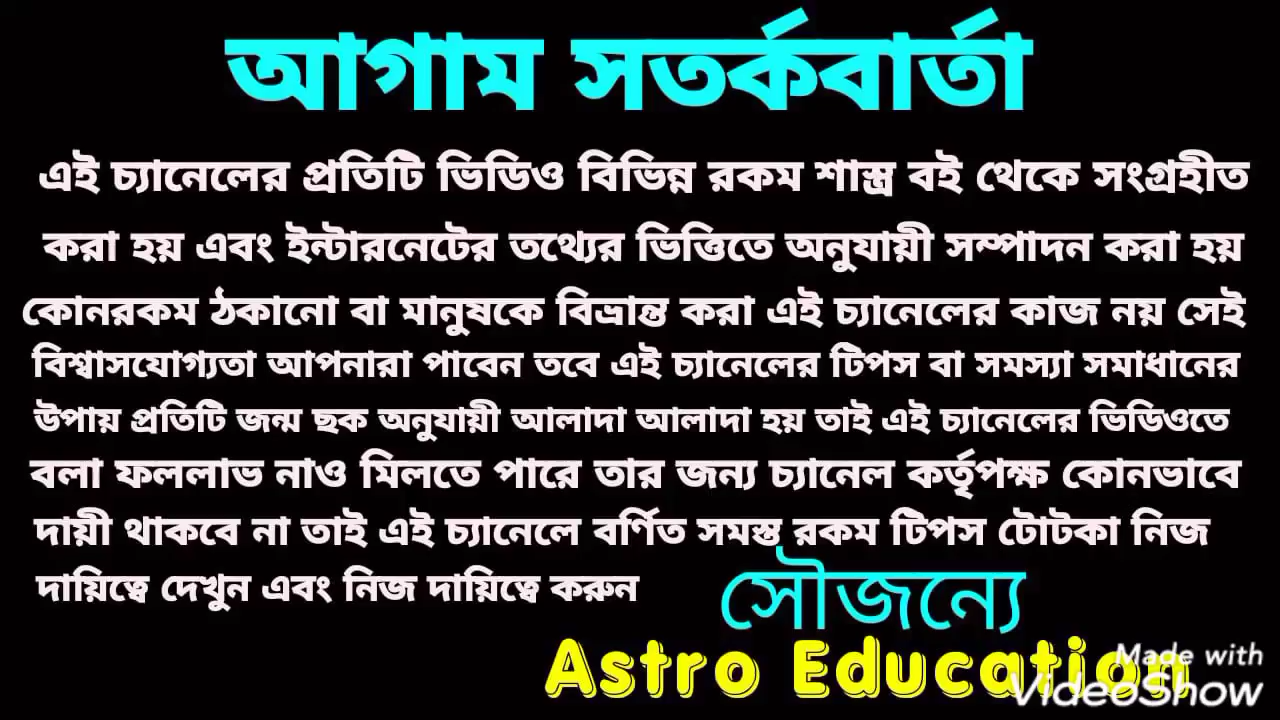 আগাম সতর্কবার্তা
এই চ্যানেলের প্রতিটি ভিডিও বিভিন্ন রকম শাস্ত্র বই থেকে সংগ্রহীত
করা হয় এবং ইন্টারনেটের তথ্যের ভিত্তিতে অনুযায়ী সম্পাদন করা হয়
কোনরকম ঠকানো বা মানুষকে বিভ্রান্ত করা এই চ্যানেলের কাজ নয় সেই
বিশ্বাসযোগ্যতা আপনারা পাবেন তবে এই চ্যানেলের টিপস বা সমস্যা সমাধানের
উপায় প্রতিটি জন্ম ছক অনুযায়ী আলাদা আলাদা হয় তাই এই চ্যানেলের ভিডিওতে
বলা ফললাভ নাও মিলতে পারে তার জন্য চ্যানেল কর্তৃপক্ষ কোনভাবে
দায়ী থাকবে না তাই এই চ্যানেলে বর্ণিত সমস্ত রকম টিপস টোটকা নিজ
দায়িত্বে দেখুন এবং নিজ দায়িত্বে করুন
সৌজন্যে
Astro Education
Made with
VideoShow